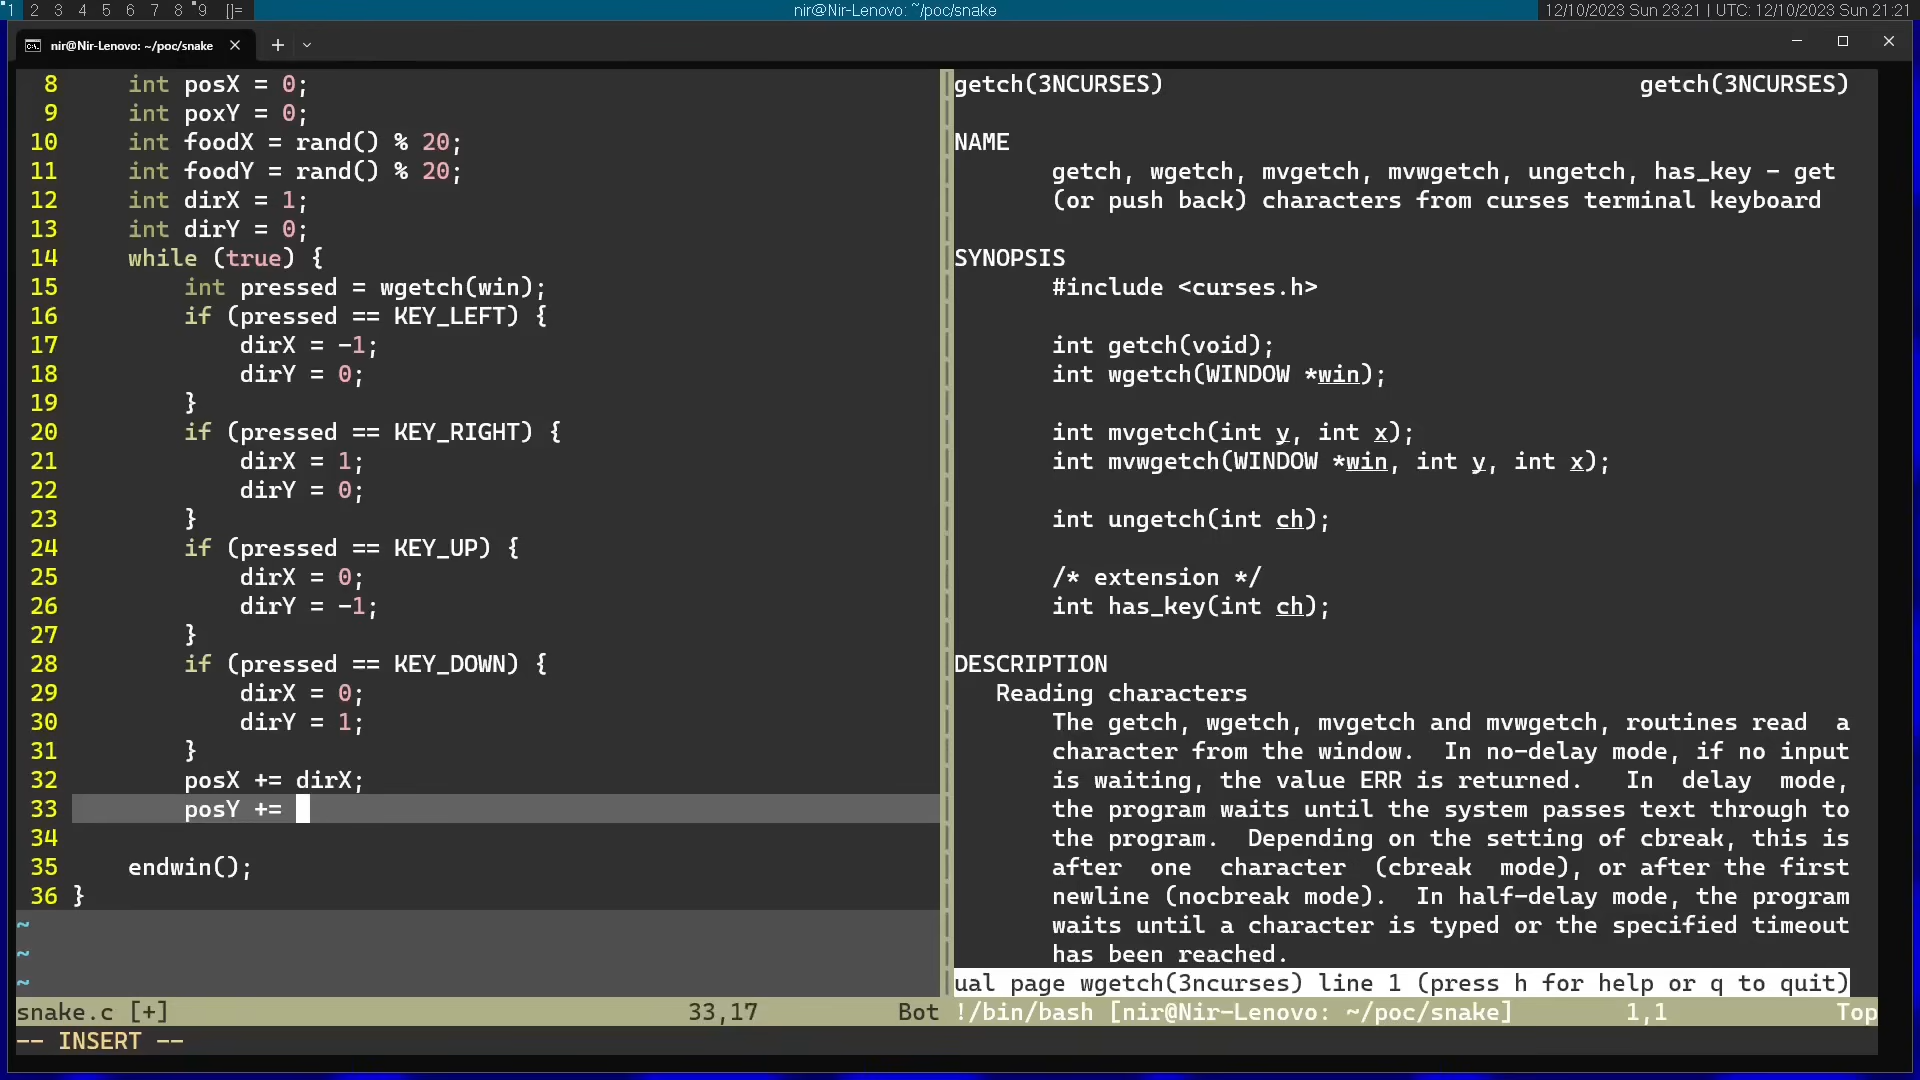 1 2 3 4 5 6 7 8 9 []= nir@Nir-Lenovo: ~/poc/snake 12/10/2023 Sun 23:21 | UTC: 12/10/2023 Sun 21:21
nir@Nir-Lenovo: ~/poc/snake
8 int posX = 0;
9 int poxY = 0;
10 int foodX = rand() % 20;
11 int foodY = rand() % 20;
12 int dirX = 1;
13 int dirY = 0;
14 while (true) {
15 int pressed = wgetch(win);
16 if (pressed == KEY_LEFT) {
17 dirX = -1;
18 dirY = 0;
19 }
20 if (pressed == KEY_RIGHT) {
21 dirX = 1;
22 dirY = 0;
23 }
24 if (pressed == KEY_UP) {
25 dirX = 0;
26 dirY = -1;
27 }
28 if (pressed == KEY_DOWN) {
29 dirX = 0;
30 dirY = 1;
31 }
32 posX += dirX;
33 posY +=
34
35 endwin();
36 }
~
~
~
snake.c [+] 33,17 Bot
-- INSERT --
getch(3NCURSES) getch(3NCURSES)
NAME
getch, wgetch, mvgetch, mvwgetch, ungetch, has_key - get
(or push back) characters from curses terminal keyboard
SYNOPSIS
#include <curses.h>
int getch(void);
int wgetch(WINDOW *win);
int mvgetch(int y, int x);
int mvwgetch(WINDOW *win, int y, int x);
int ungetch(int ch);
/* extension */
int has_key(int ch);
DESCRIPTION
Reading characters
The getch, wgetch, mvgetch and mvwgetch, routines read a
character from the window. In no-delay mode, if no input
is waiting, the value ERR is returned. In delay mode,
the program waits until the system passes text through to
the program. Depending on the setting of cbreak, this is
after one character (cbreak mode), or after the first
newline (nocbreak mode). In half-delay mode, the program
waits until a character is typed or the specified timeout
has been reached.
ual page wgetch(3ncurses) line 1 (press h for help or q to quit)
!/bin/bash [nir@Nir-Lenovo: ~/poc/snake] 1,1 Top